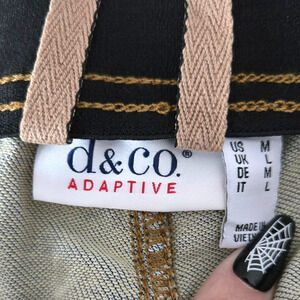 d&co.®
ADAPTIVE
US M
UK L
DE M
IT L
MADE IN
VIET